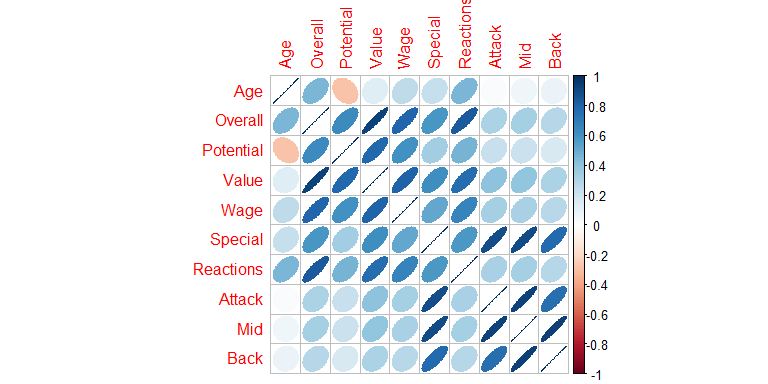 Age Overall Potential Value Wage Special Reactions Attack Mid Back
Age
Overall
Potential
Value
Wage
Special
Reactions
Attack
Mid
Back
1
0.8
0.6
0.4
0.2
0
-0.2
-0.4
-0.6
-0.8
-1